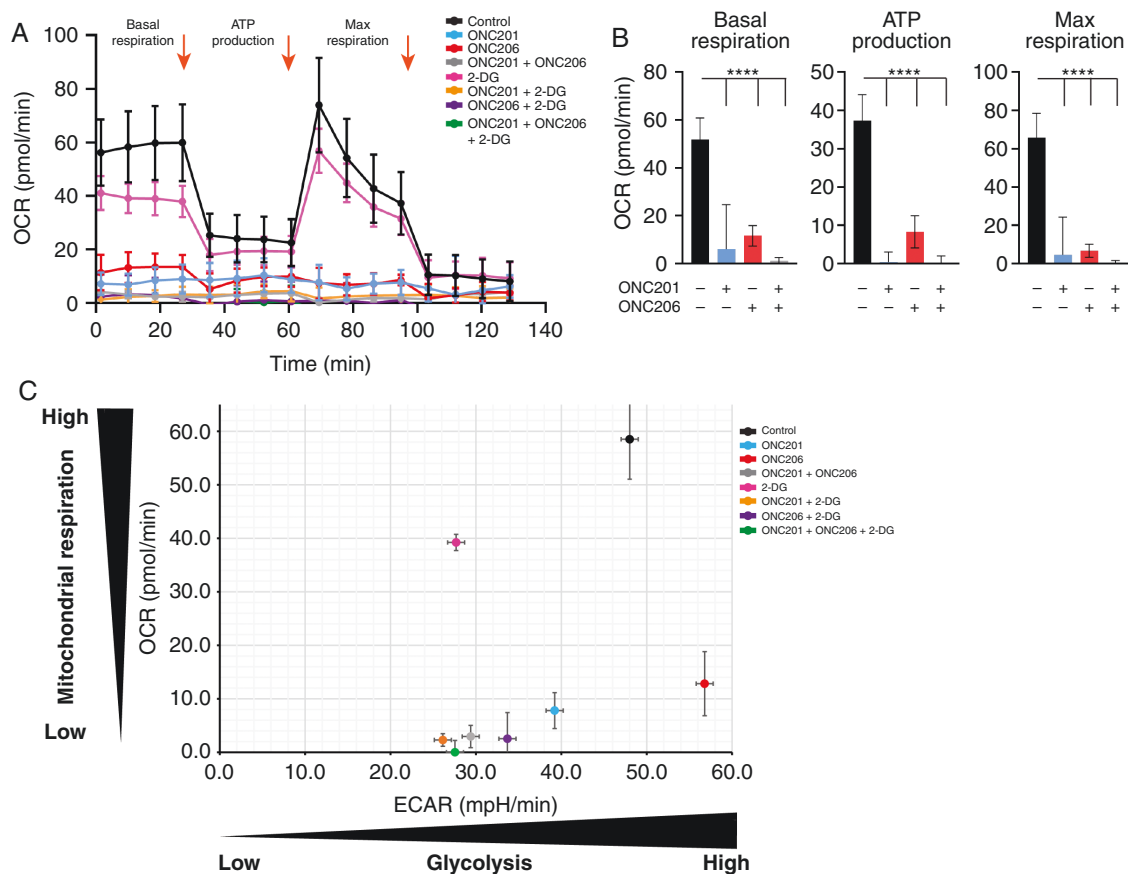 A
Basal
respiration
ATP
production
Max
respiration
Control
ONC201
ONC206
ONC201 + ONC206
2-DG
ONC201 + 2-DG
ONC206 + 2-DG
ONC201 + ONC206
+ 2-DG
OCR (pmol/min)
100
80
60
40
20
0
0 20 40 60 80 100 120 140
Time (min)
B
Basal
respiration
ATP
production
Max
respiration
OCR (pmol/min)
80
60
40
20
0
****
50
40
30
20
10
0
****
100
80
60
40
20
0
****
ONC201 – + – + – + – + – + – +
ONC206 – – + + – – + + – – + +
C
High
Mitochondrial respiration
Low
OCR (pmol/min)
60.0
50.0
40.0
30.0
20.0
10.0
0.0
0.0 10.0 20.0 30.0 40.0 50.0 60.0
ECAR (mpH/min)
Low Glycolysis High
Control
ONC201
ONC206
ONC201 + ONC206
2-DG
ONC201 + 2-DG
ONC206 + 2-DG
ONC201 + ONC206 + 2-DG